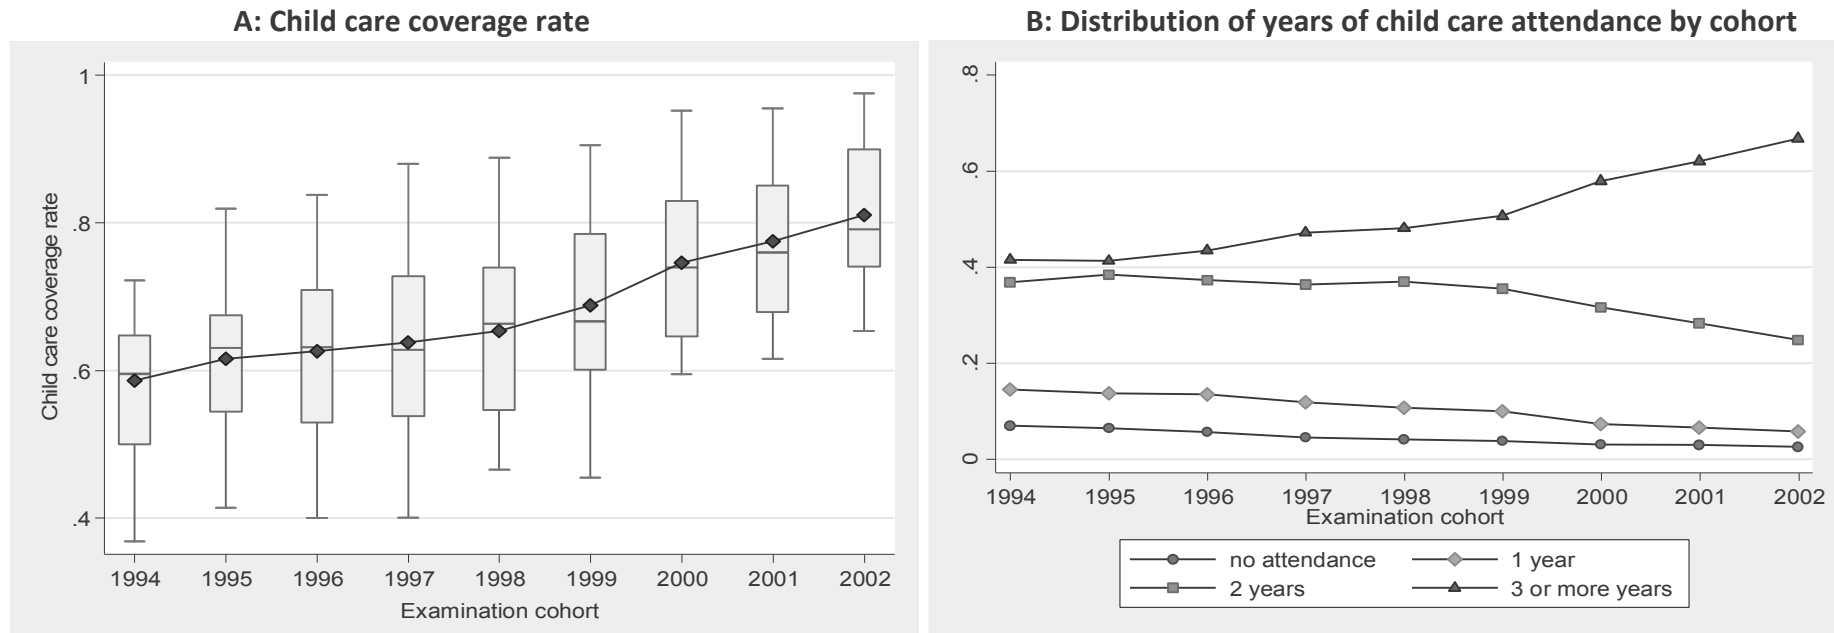 A: Child care coverage rate
1
.8
.6
.4
Child care coverage rate
1994 1995 1996 1997 1998 1999 2000 2001 2002
Examination cohort
B: Distribution of years of child care attendance by cohort
.8
.6
.4
.2
0
1994 1995 1996 1997 1998 1999 2000 2001 2002
Examination cohort
no attendance 1 year
2 years 3 or more years